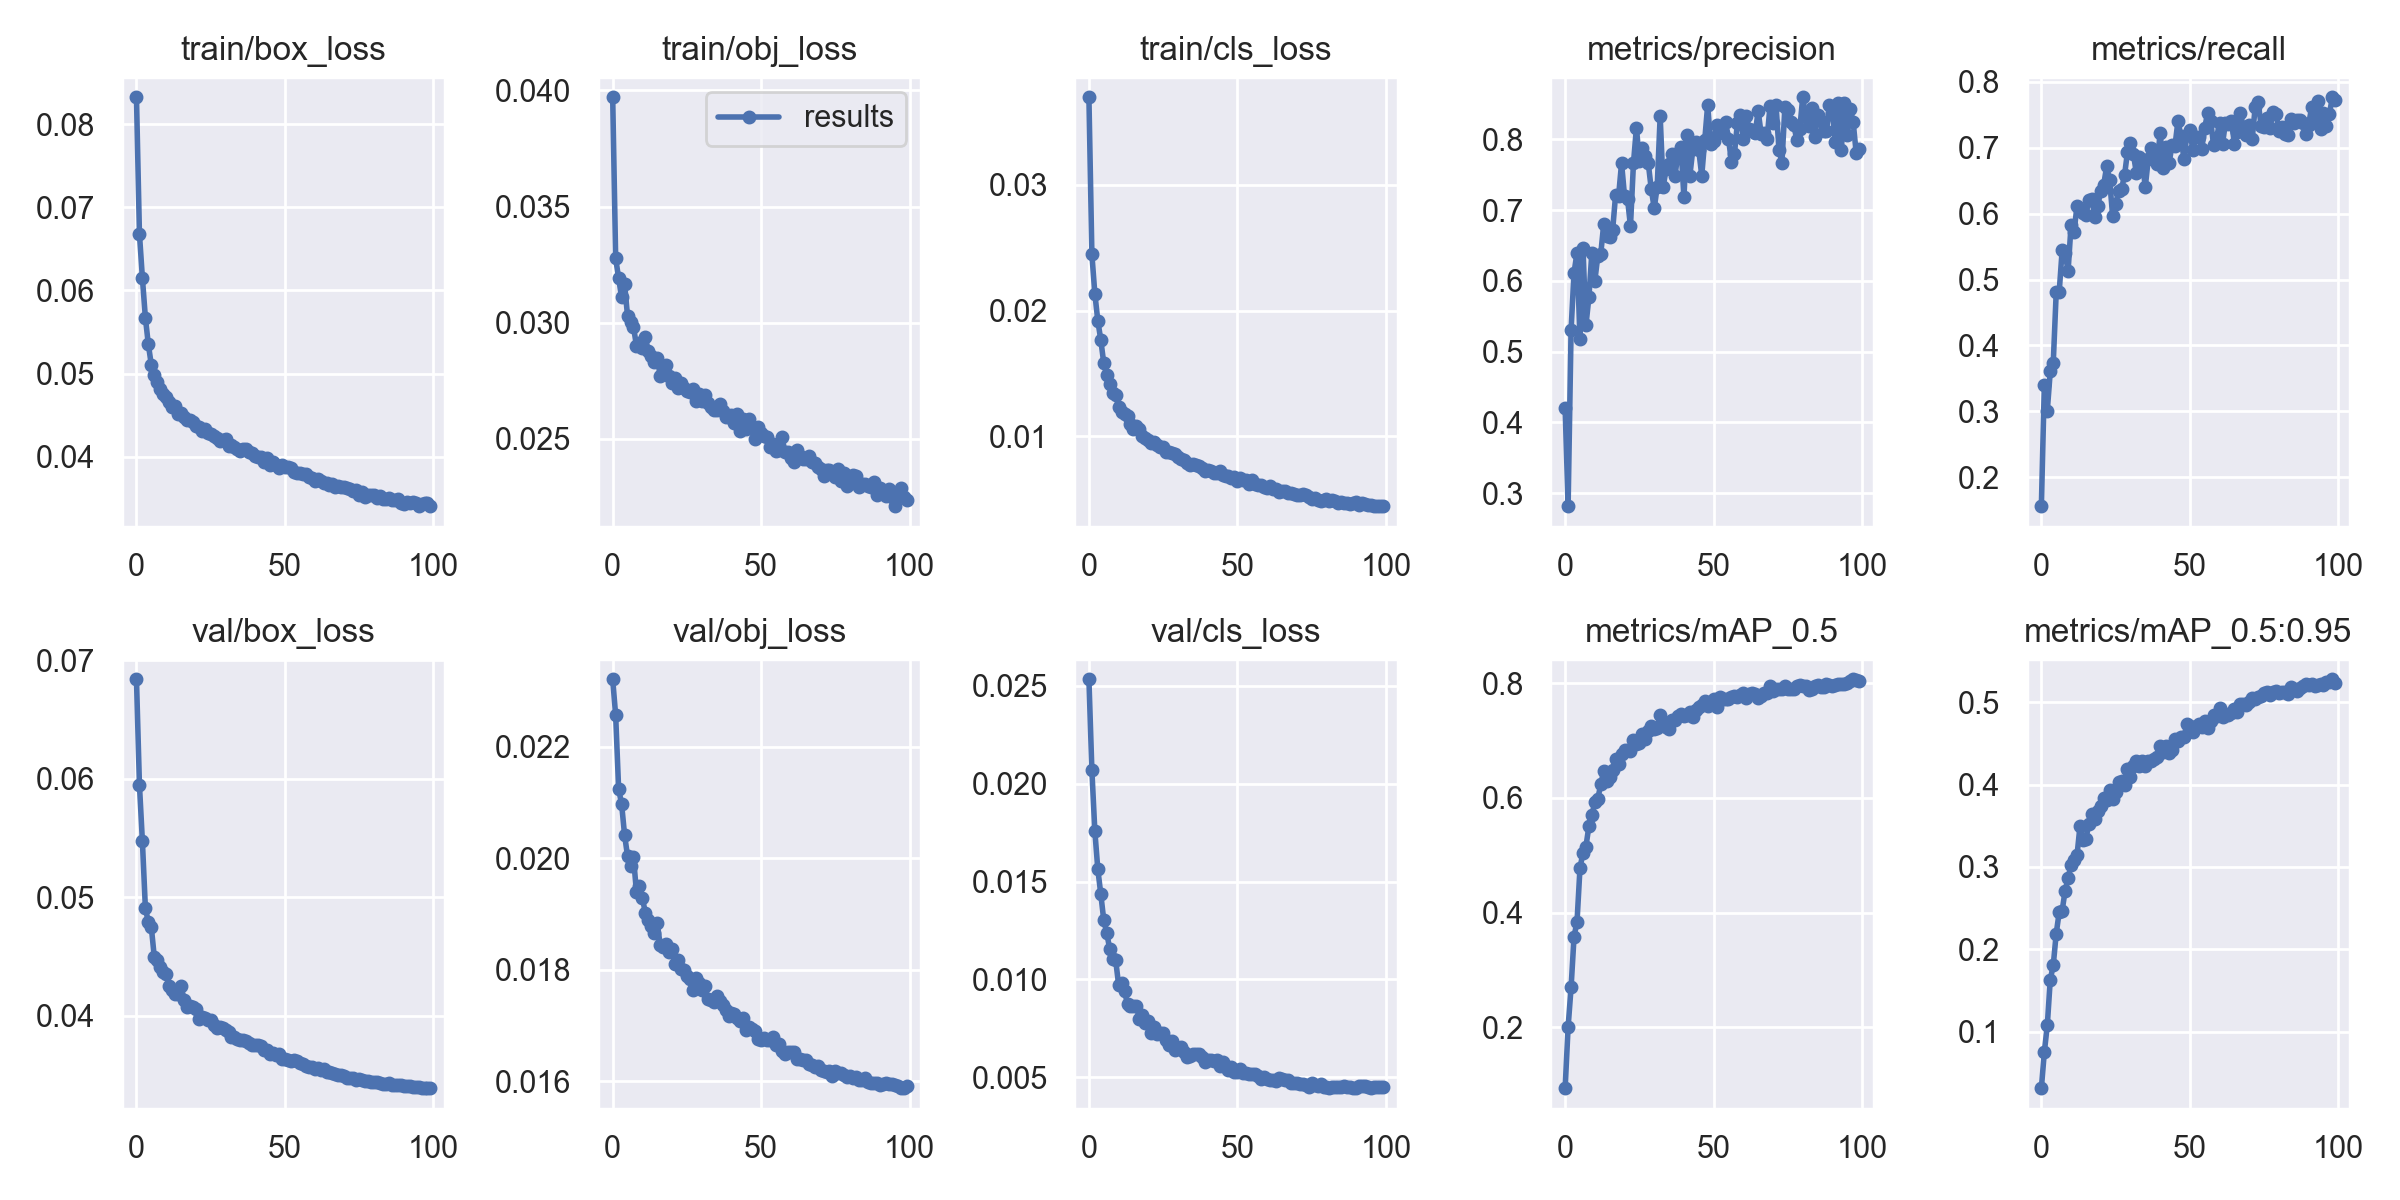 train/box_loss
0.08
0.07
0.06
0.05
0.04
0 50 100
train/obj_loss
results
0.040
0.035
0.030
0.025
0 50 100
train/cls_loss
0.03
0.02
0.01
0 50 100
metrics/precision
0.8
0.7
0.6
0.5
0.4
0.3
0 50 100
metrics/recall
0.8
0.7
0.6
0.5
0.4
0.3
0.2
0 50 100
val/box_loss
0.07
0.06
0.05
0.04
0 50 100
val/obj_loss
0.022
0.020
0.018
0.016
0 50 100
val/cls_loss
0.025
0.020
0.015
0.010
0.005
0 50 100
metrics/mAP_0.5
0.8
0.6
0.4
0.2
0 50 100
metrics/mAP_0.5:0.95
0.5
0.4
0.3
0.2
0.1
0 50 100